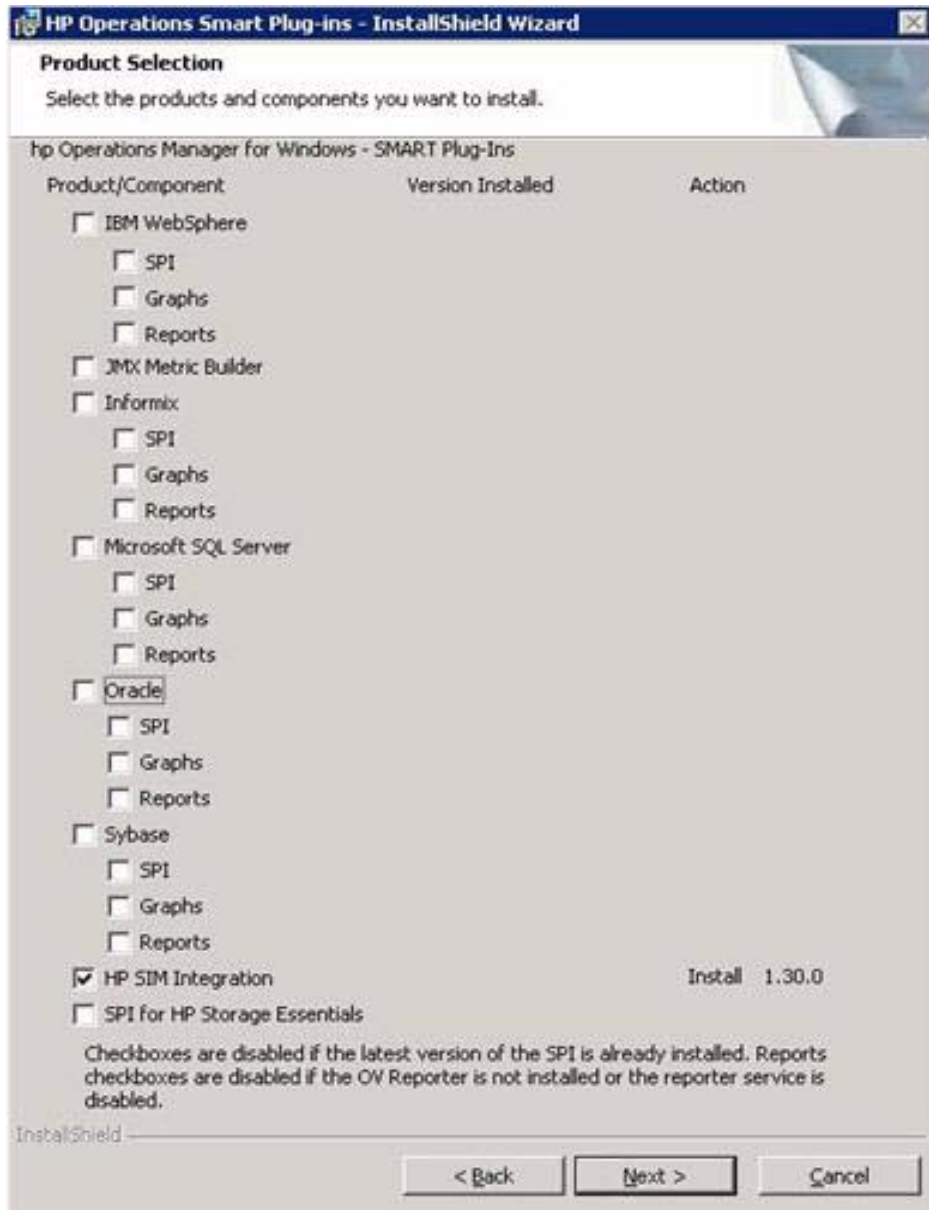 HP Operations Smart Plug-ins - InstallShield Wizard
Product Selection
Select the products and components you want to install.
hp Operations Manager for Windows - SMART Plug-Ins
Product/Component Version Installed Action
IBM WebSphere
SPI
Graphs
Reports
JMX Metric Builder
Informix
SPI
Graphs
Reports
Microsoft SQL Server
SPI
Graphs
Reports
Oracle
SPI
Graphs
Reports
Sybase
SPI
Graphs
Reports
HP SIM Integration Install 1.30.0
SPI for HP Storage Essentials
Checkboxes are disabled if the latest version of the SPI is already installed. Reports
checkboxes are disabled if the OV Reporter is not installed or the reporter service is
disabled.
InstallShield
< Back Next > Cancel